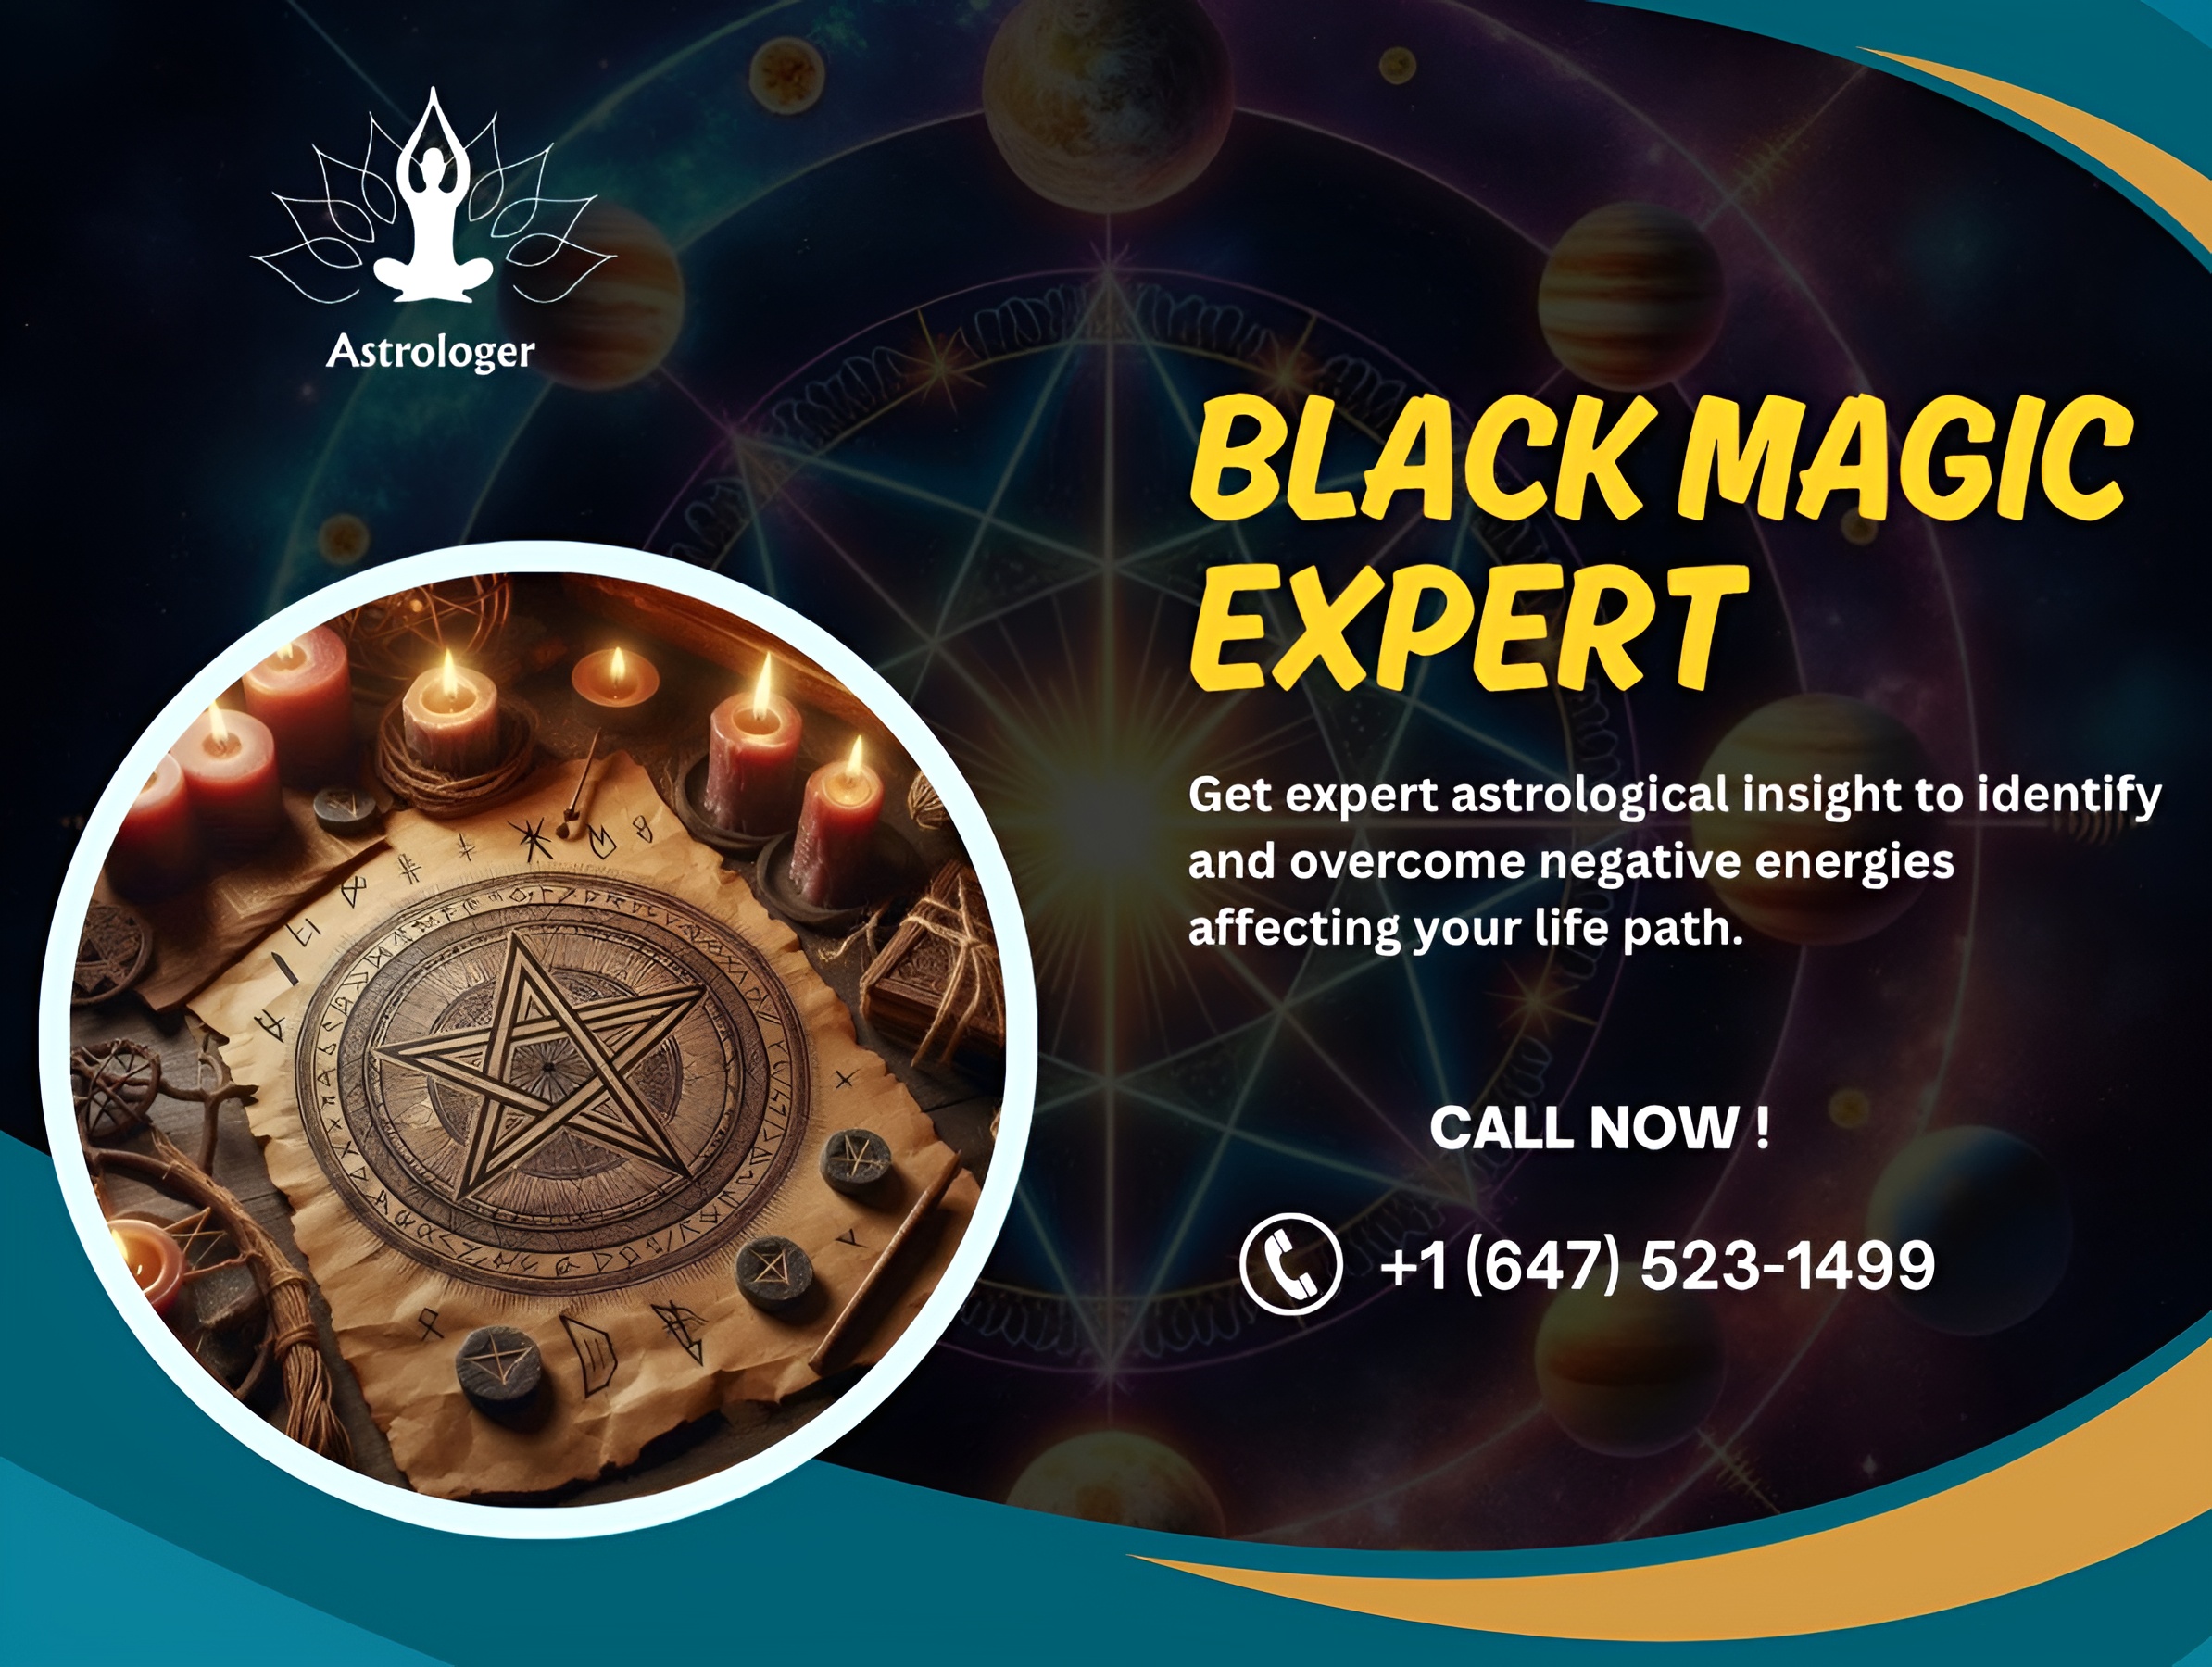 Astrologer
BLACK MAGIC
EXPERT
Get expert astrological insight to identify
and overcome negative energies
affecting your life path.
CALL NOW !
+1 (647) 523-1499